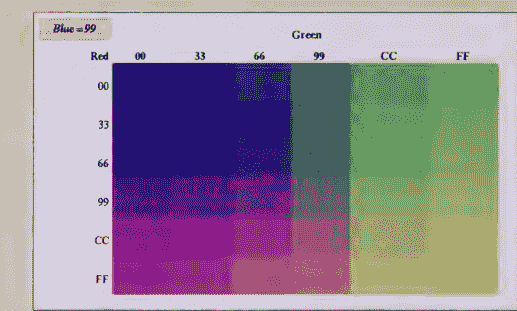 Blue = 99
Green
Red 00 33 66 99 CC FF
00
33
66
99
CC
FF